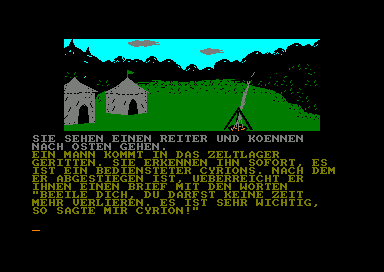 SIE SEHEN EINEN REITER UND KOENNEN
NACH OSTEN GEHEN.
EIN MANN KOMMT IN DAS ZELTLAGER
GERITTEN. SIE ERKENNEN IHN SOFORT, ES
IST EIN BEDIENSTETER CYRIONS. NACH DEM
ER ABGESTIEGEN IST, UEBERREICHT ER
IHNEN EINEN BRIEF MIT DEN WORTEN
"BEEILE DICH, DU DARFST KEINE ZEIT
MEHR VERLIEREN. ES IST SEHR WICHTIG,
SO SAGTE MIR CYRION!"